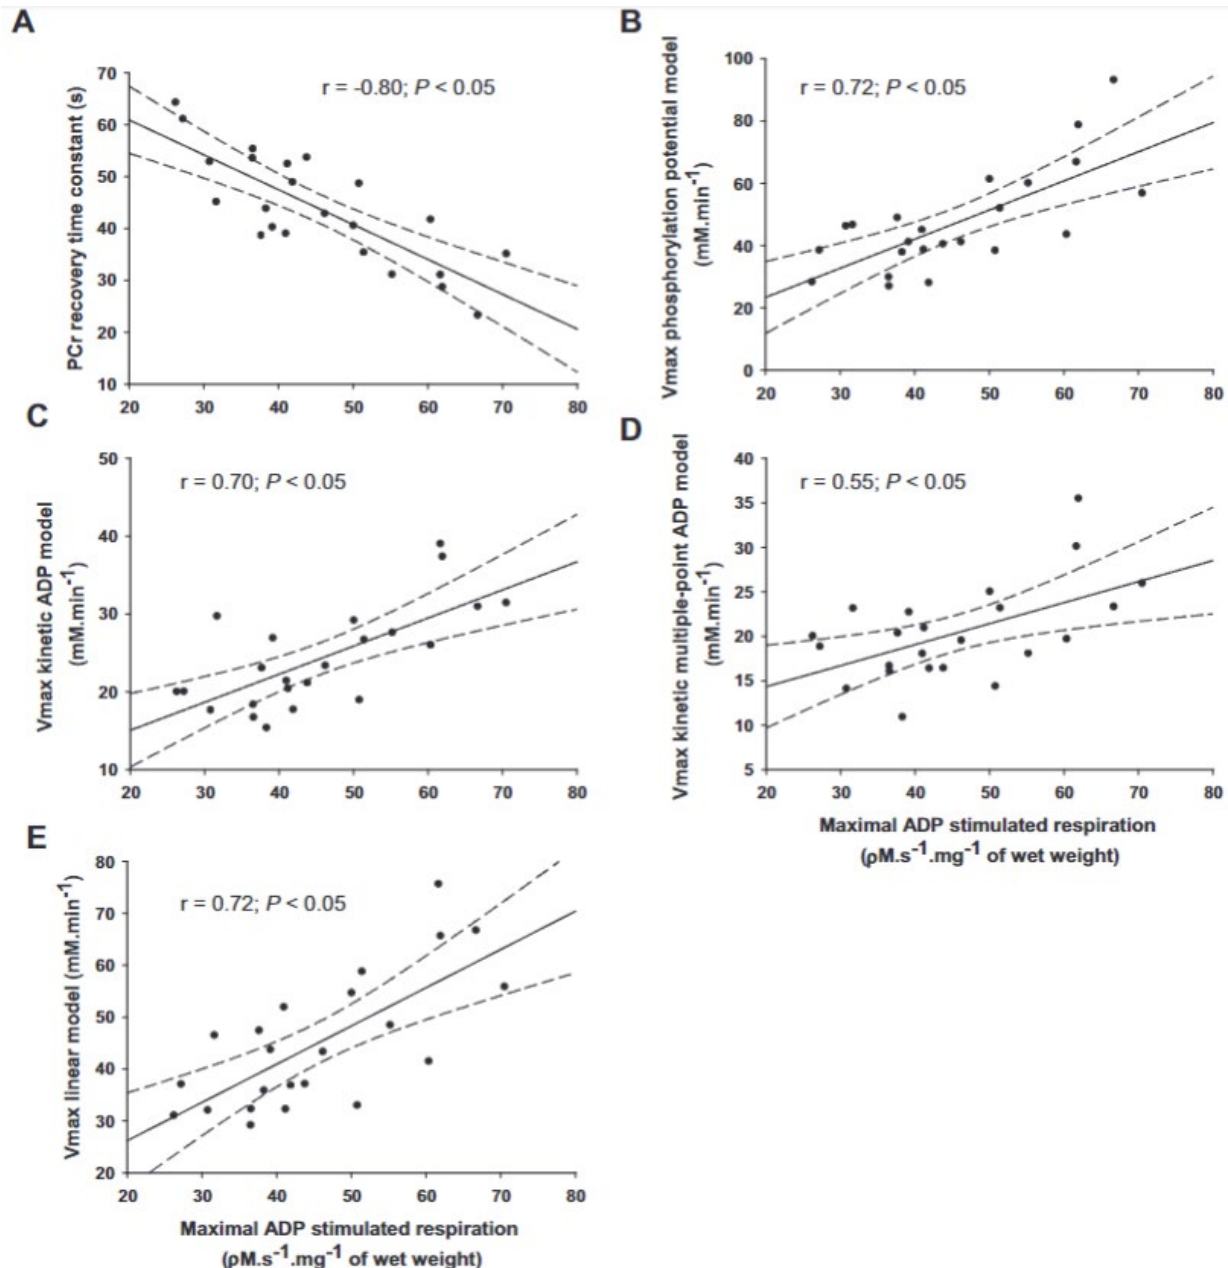 A
r = -0.80; P < 0.05
PCr recovery time constant (s)
70
60
50
40
30
20
10
20 30 40 50 60 70 80
B
r = 0.72; P < 0.05
Vmax phosphorylation potential model
(mM.min⁻¹)
100
80
60
40
20
0
20 30 40 50 60 70 80
C
r = 0.70; P < 0.05
Vmax kinetic ADP model
(mM.min⁻¹)
50
40
30
20
10
20 30 40 50 60 70 80
D
r = 0.55; P < 0.05
Vmax kinetic multiple-point ADP model
(mM.min⁻¹)
40
35
30
25
20
15
10
5
20 30 40 50 60 70 80
Maximal ADP stimulated respiration
(ρM.s⁻¹.mg⁻¹ of wet weight)
E
r = 0.72; P < 0.05
Vmax linear model (mM.min⁻¹)
80
70
60
50
40
30
20
20 30 40 50 60 70 80
Maximal ADP stimulated respiration
(ρM.s⁻¹.mg⁻¹ of wet weight)